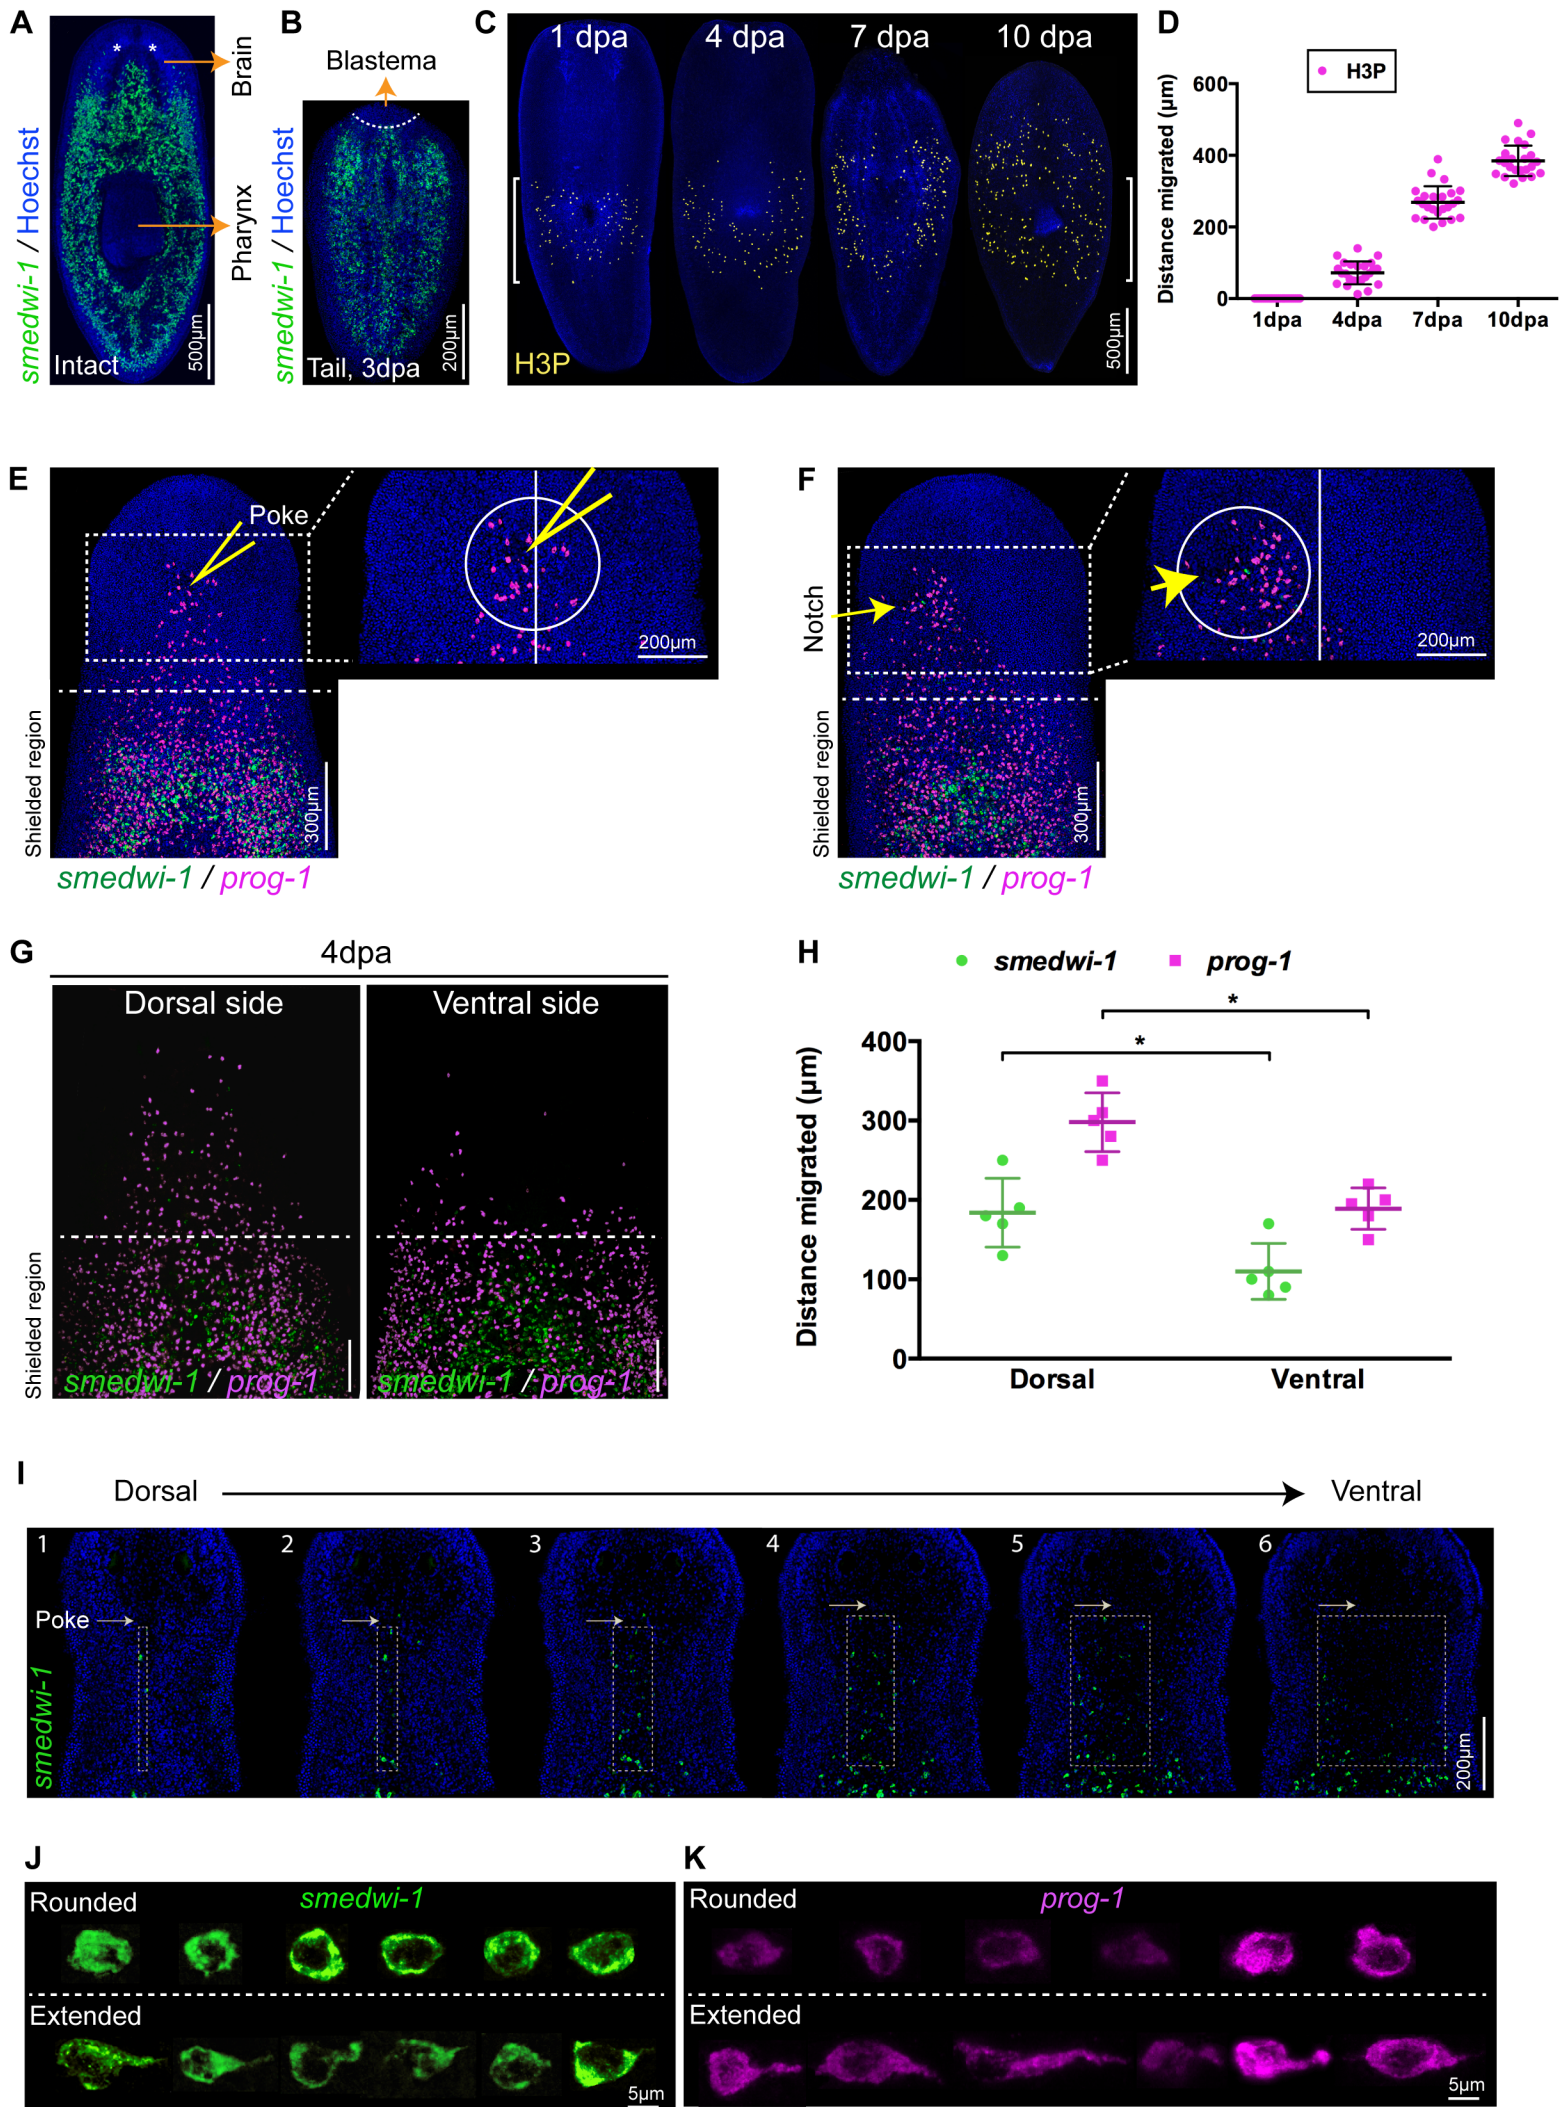 A
smedwi-1 / Hoechst
* *
Brain
Pharynx
Intact
500µm
B
Blastema
smedwi-1 / Hoechst
Tail, 3dpa
200µm
C
1 dpa 4 dpa 7 dpa 10 dpa
H3P
500µm
D
H3P
Distance migrated (µm)
600
400
200
0
1dpa 4dpa 7dpa 10dpa
E
Poke
200µm
Shielded region
300µm
smedwi-1 / prog-1
F
Notch
200µm
Shielded region
300µm
smedwi-1 / prog-1
G
4dpa
Dorsal side
Ventral side
Shielded region
smedwi-1 / prog-1
smedwi-1 / prog-1
H
smedwi-1 prog-1
*
*
Distance migrated (µm)
400
300
200
100
0
Dorsal Ventral
I
Dorsal Ventral
1 2 3 4 5 6
Poke
smedwi-1
200µm
J
Rounded smedwi-1
Extended
5µm
K
Rounded prog-1
Extended
5µm